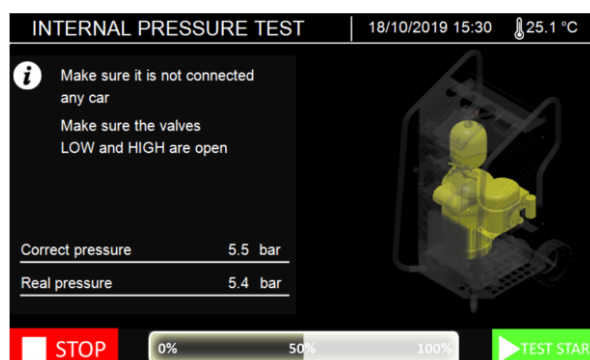 INTERNAL PRESSURE TEST
18/10/2019 15:30
25.1 °C
i
Make sure it is not connected
any car
Make sure the valves
LOW and HIGH are open
Correct pressure 5.5 bar
Real pressure 5.4 bar
STOP
0% 50% 100%
TEST STAR